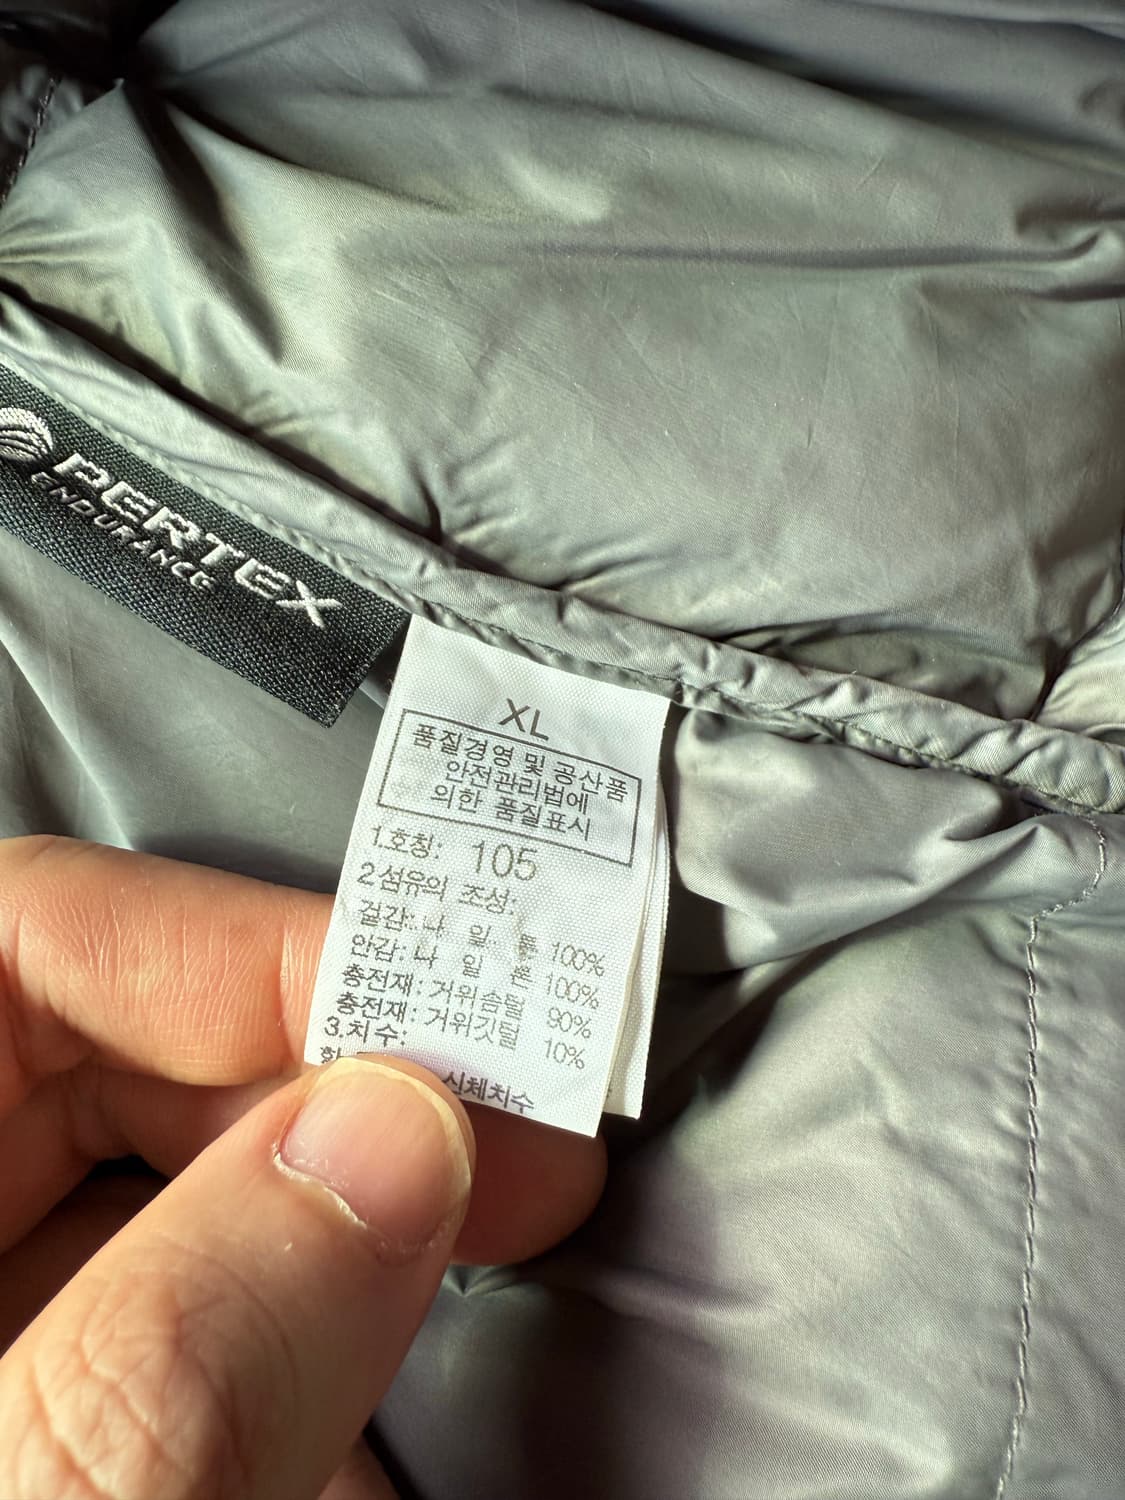 PERTEX
ENDURANCE
XL
품질경영 및 공산품
안전관리법에
의한 품질표시
1.호칭: 105
2섬유의 조성:
겉감: 나 일 론 100%
안감: 나 일 론 100%
충전재: 거위솜털 90%
충전재: 거위깃털 10%
3.치수:
신체치수